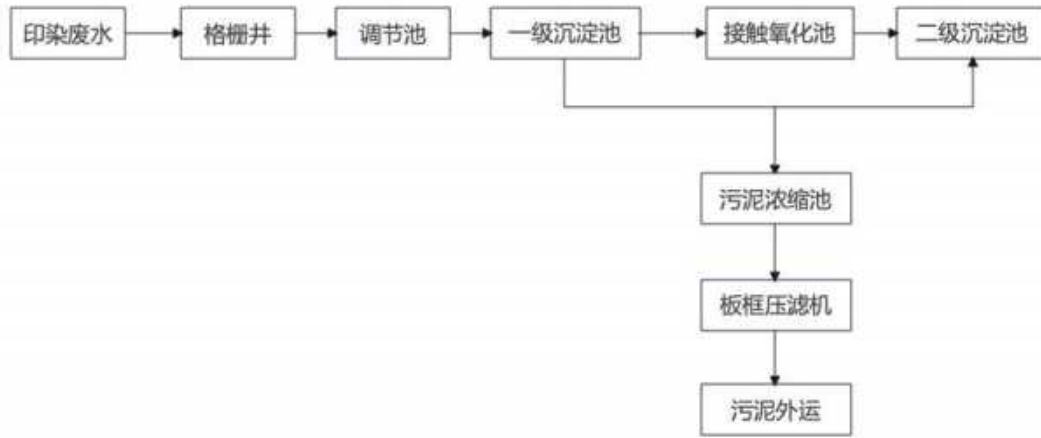 印染废水
格栅井
调节池
一级沉淀池
接触氧化池
二级沉淀池
污泥浓缩池
板框压滤机
污泥外运